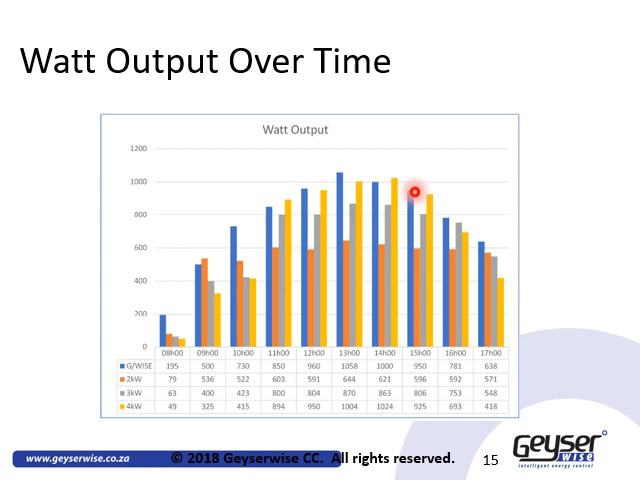 Watt Output Over Time
Watt Output
1200
1000
800
600
400
200
0
08h00 09h00 10h00 11h00 12h00 13h00 14h00 15h00 16h00 17h00
G/WISE 195 500 730 850 960 1058 1000 950 781 638
2kW 79 536 522 603 591 644 621 596 592 571
3kW 63 400 423 800 804 870 863 806 753 548
4kW 49 325 415 894 950 1004 1024 925 693 418
www.geyserwise.co.za
© 2018 Geyserwise CC. All rights reserved.
15
Geyser
wise
intelligent energy control